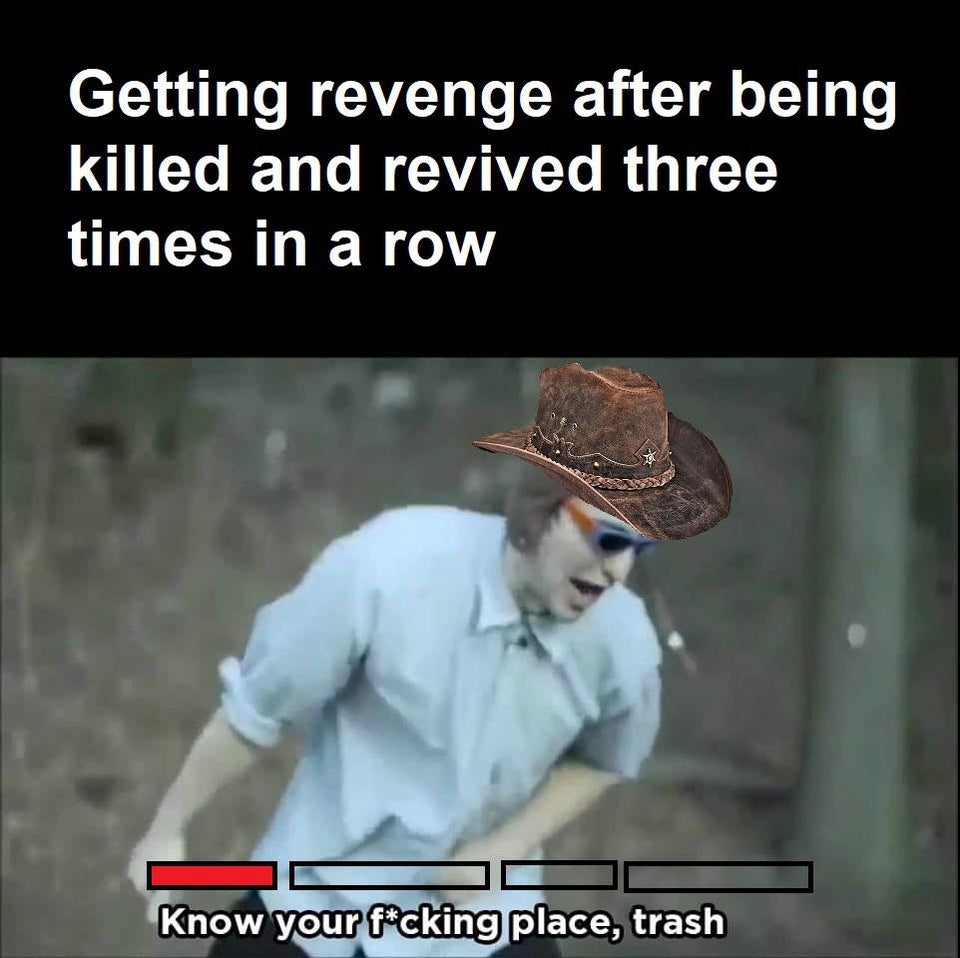 Getting revenge after being
killed and revived three
times in a row
Know your f*cking place, trash